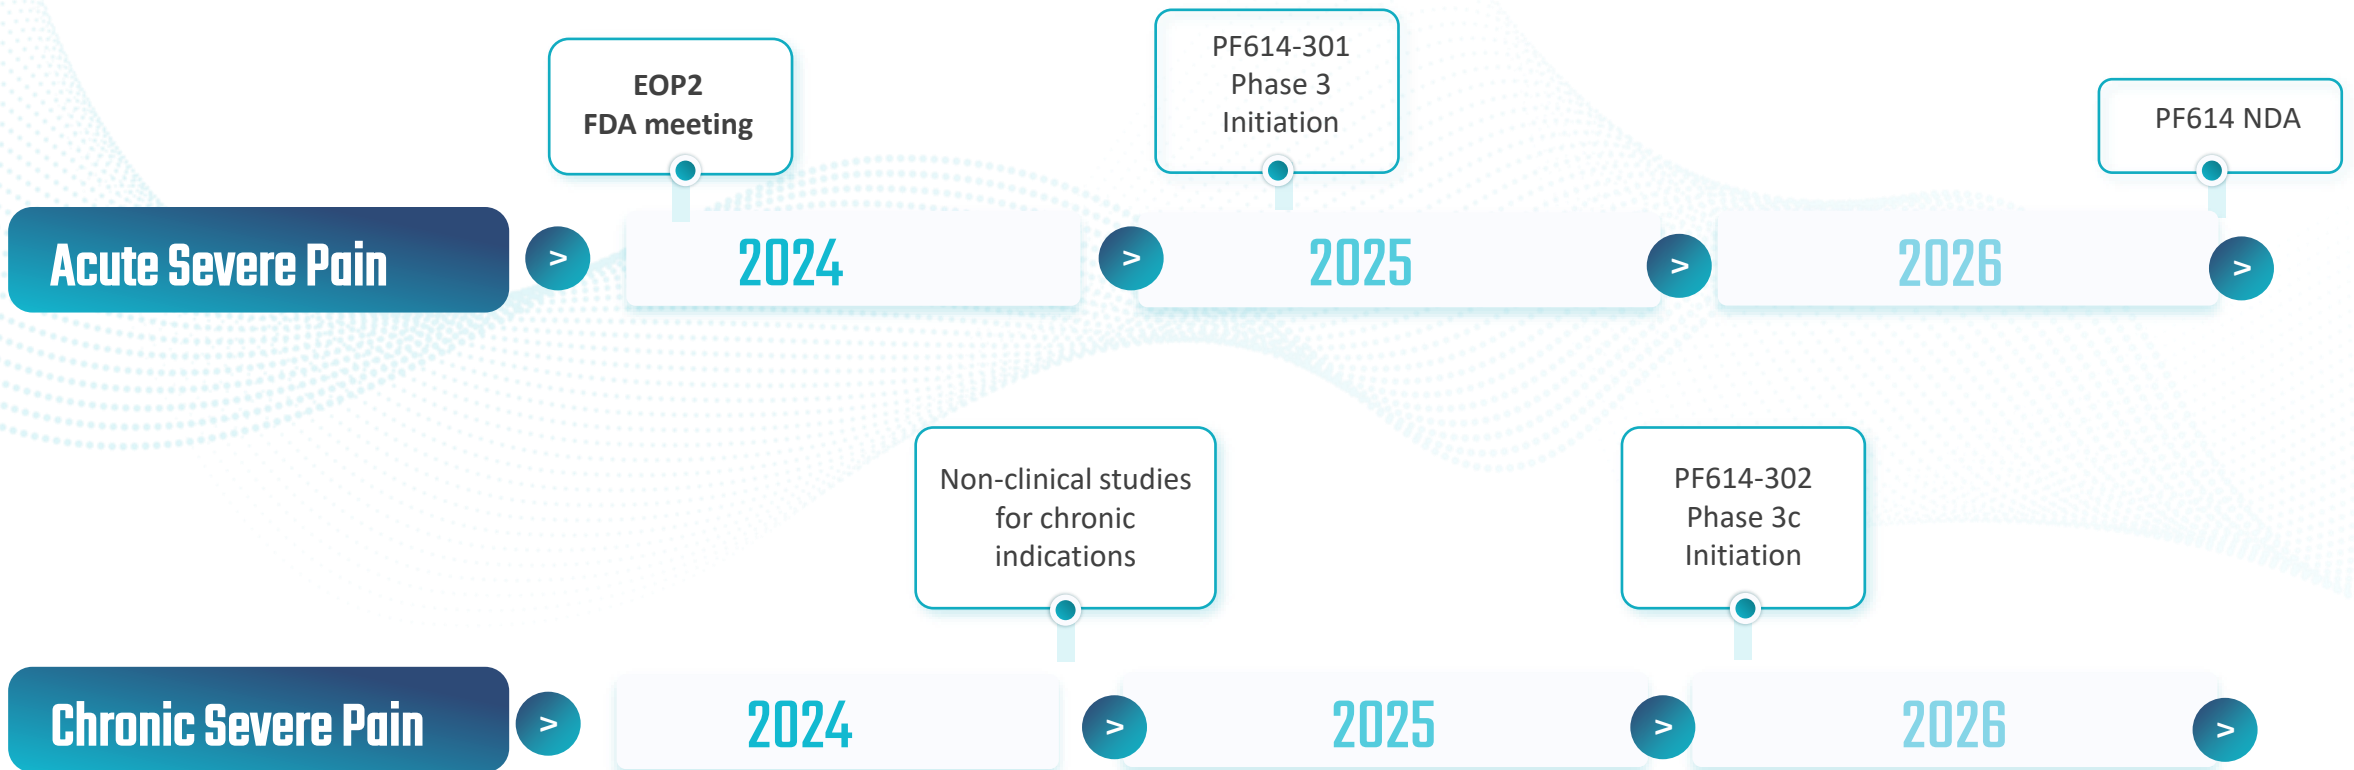 EOP2
FDA meeting
PF614-301
Phase 3
Initiation
PF614 NDA
Acute Severe Pain
>
2024
>
2025
>
2026
>
Non-clinical studies
for chronic
indications
PF614-302
Phase 3c
Initiation
Chronic Severe Pain
>
2024
>
2025
>
2026
>